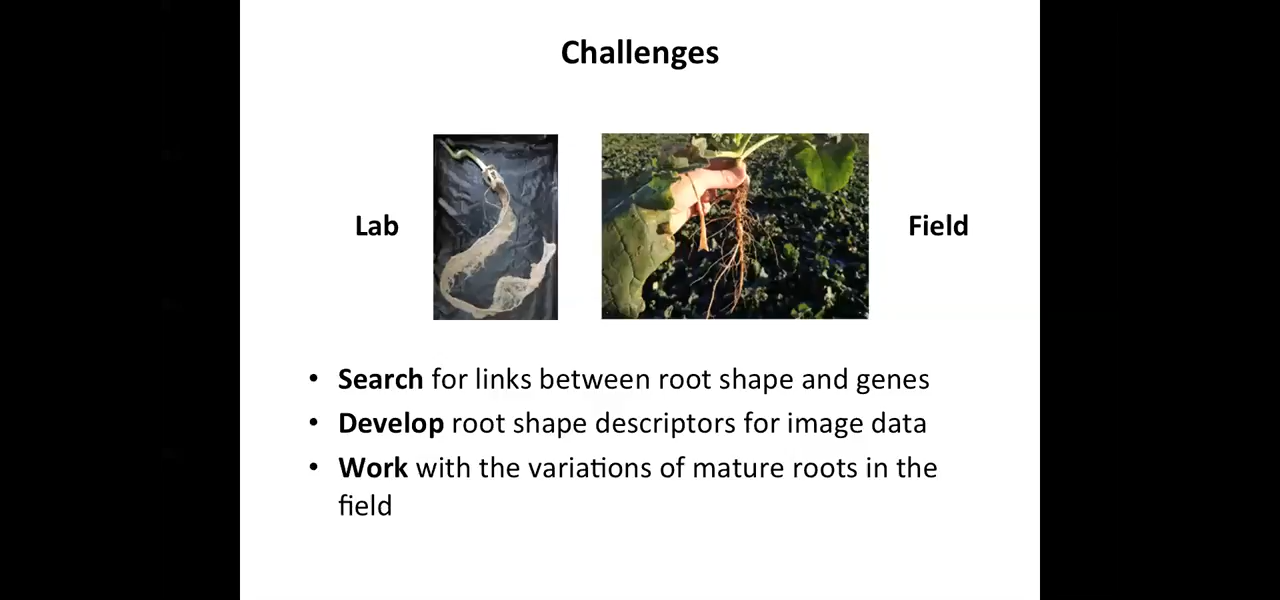 Challenges
Lab
Field
• Search for links between root shape and genes
• Develop root shape descriptors for image data
• Work with the variations of mature roots in the
field